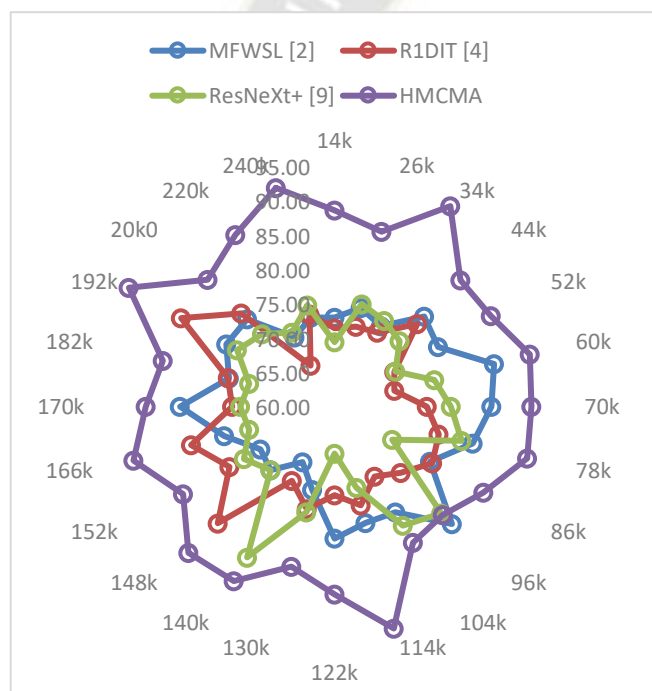 MFWSL [2]
R1DIT [4]
ResNeXt+ [9]
HMCMA
14k
26k
34k
44k
52k
60k
70k
78k
86k
96k
104k
114k
122k
130k
140k
148k
152k
166k
170k
182k
192k
20k0
220k
240k
95.00
90.00
85.00
80.00
75.00
70.00
65.00
60.00